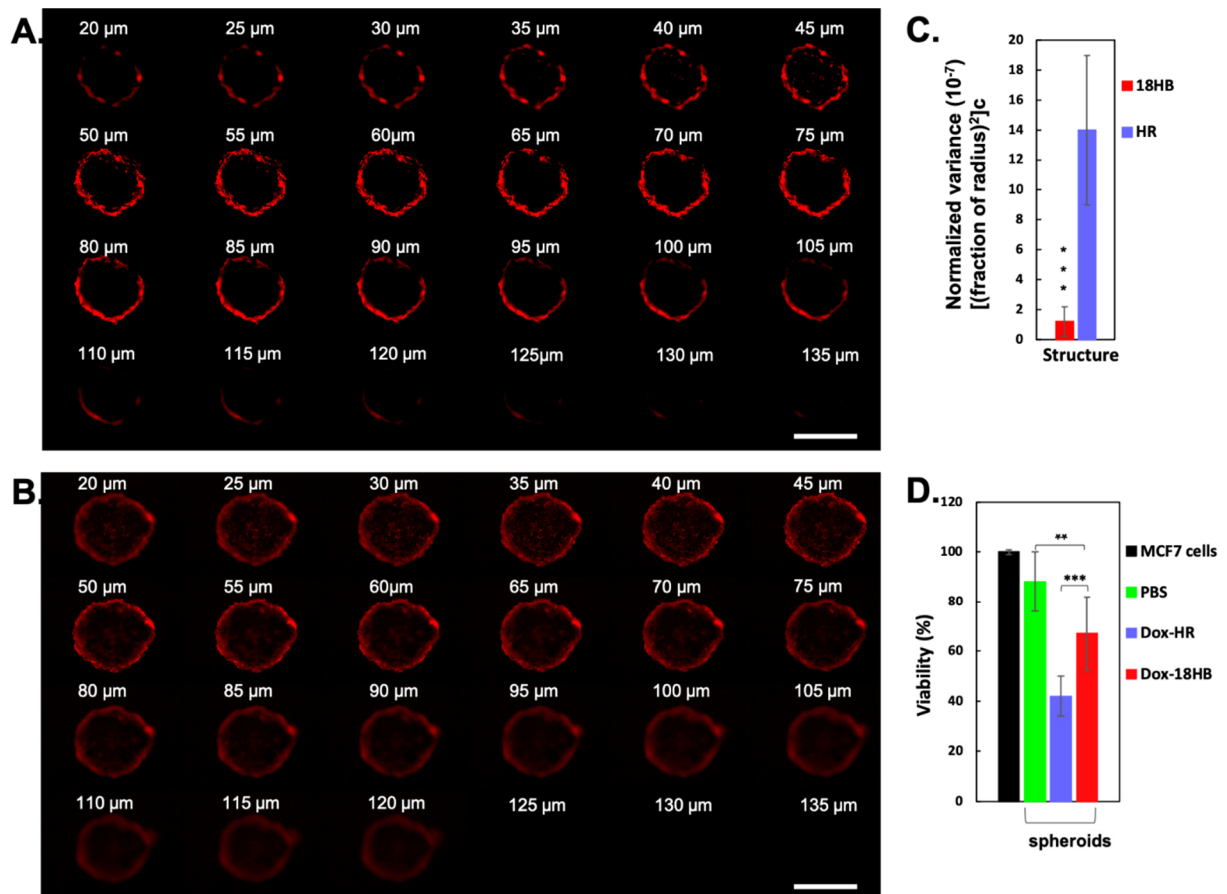 A.
20 µm 25 µm 30 µm 35 µm 40 µm 45 µm
50 µm 55 µm 60µm 65 µm 70 µm 75 µm
80 µm 85 µm 90 µm 95 µm 100 µm 105 µm
110 µm 115 µm 120 µm 125µm 130 µm 135 µm
B.
20 µm 25 µm 30 µm 35 µm 40 µm 45 µm
50 µm 55 µm 60µm 65 µm 70 µm 75 µm
80 µm 85 µm 90 µm 95 µm 100 µm 105 µm
110 µm 115 µm 120 µm 125 µm 130 µm 135 µm
C.
Normalized variance (10⁻⁷)
[(fraction of radius)²]c
20
18
16
14
12
10
8
6
4
2
0
*
*
*
Structure
18HB
HR
D.
Viability (%)
120
100
80
60
40
20
0
**
***
spheroids
MCF7 cells
PBS
Dox-HR
Dox-18HB